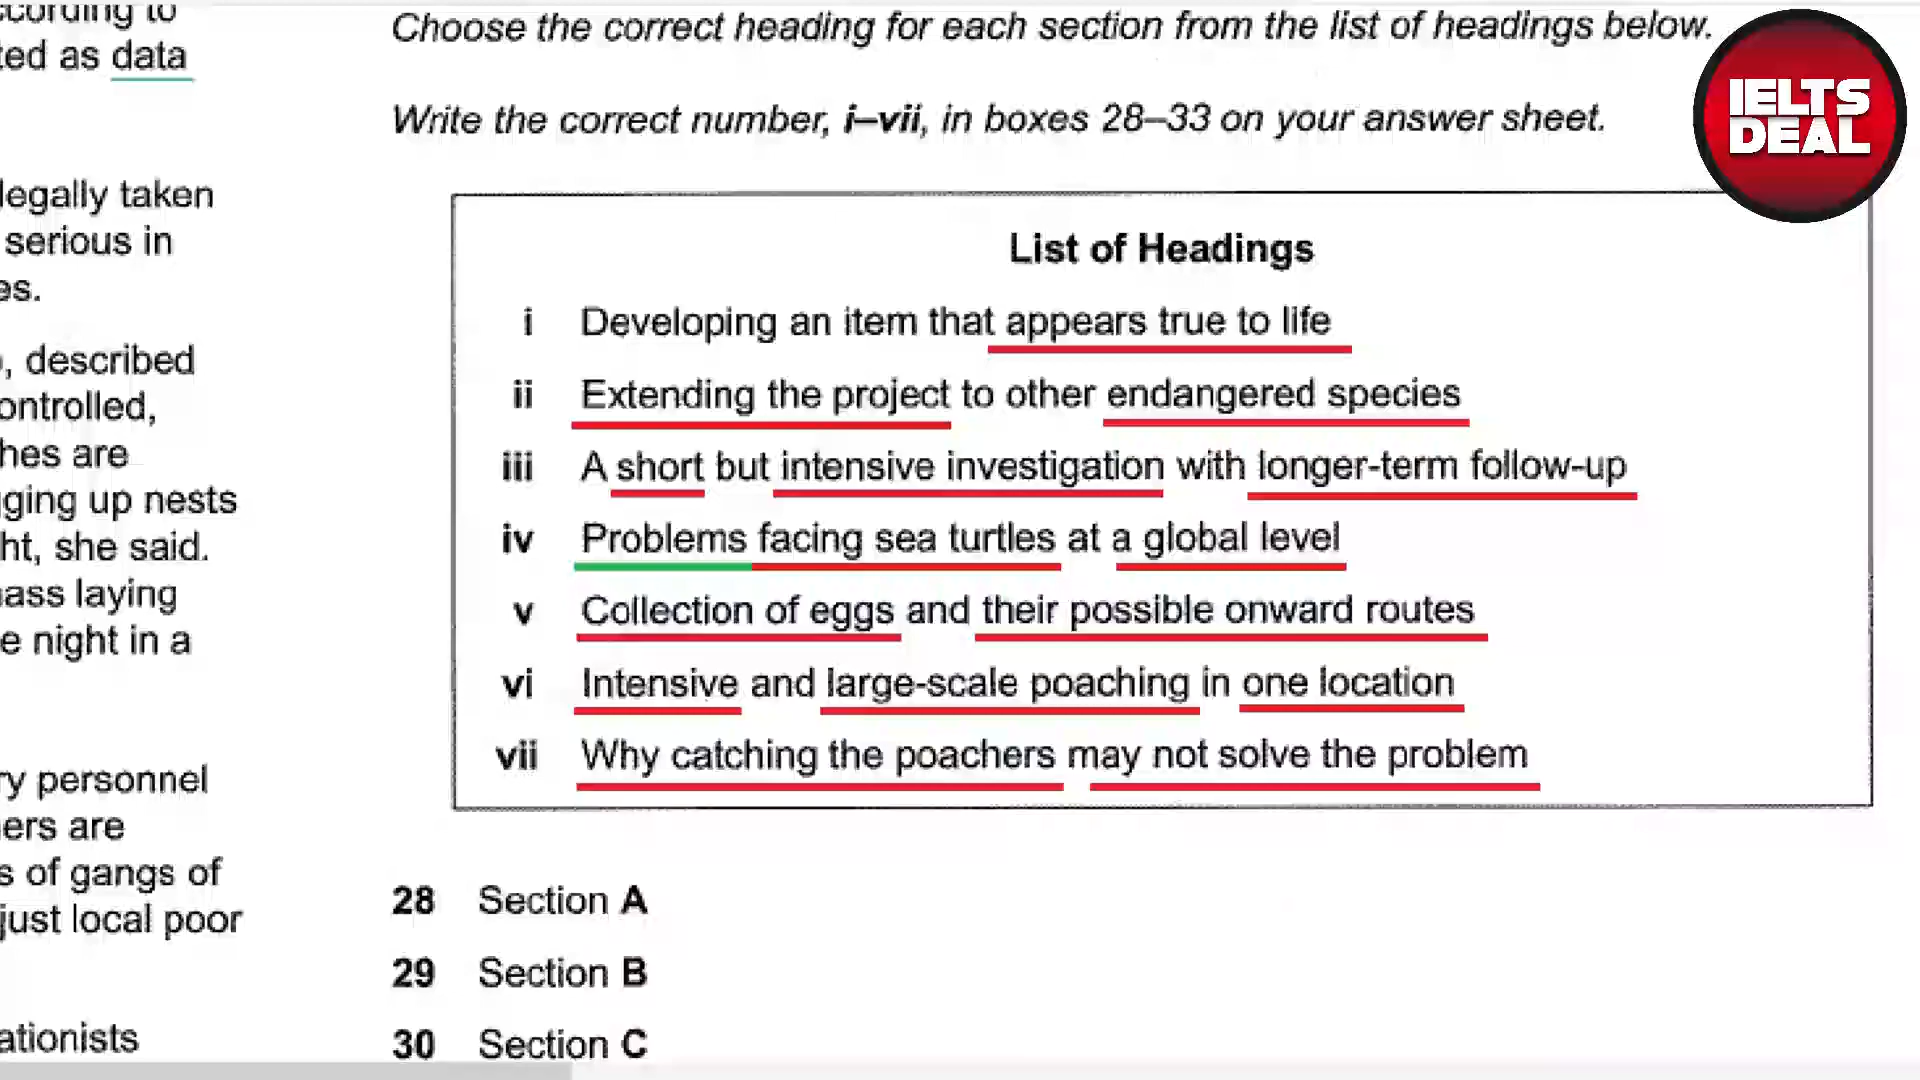 ted as data
legally taken
serious in
es.
, described
ontrolled,
hes are
gging up nests
ht, she said.
ass laying
e night in a
ry personnel
ers are
s of gangs of
just local poor
ationists
Choose the correct heading for each section from the list of headings below.
Write the correct number, i–vii, in boxes 28–33 on your answer sheet.
IELTS
DEAL
List of Headings
i Developing an item that appears true to life
ii Extending the project to other endangered species
iii A short but intensive investigation with longer-term follow-up
iv Problems facing sea turtles at a global level
v Collection of eggs and their possible onward routes
vi Intensive and large-scale poaching in one location
vii Why catching the poachers may not solve the problem
28 Section A
29 Section B
30 Section C